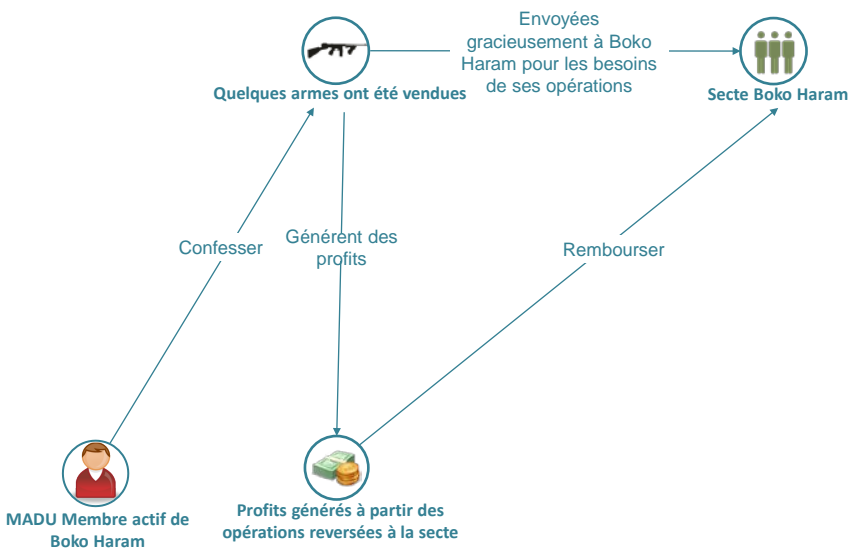 Envoyées
gracieusement à Boko
Haram pour les besoins
de ses opérations
Quelques armes ont été vendues
Secte Boko Haram
Confesser
Générent des
profits
Rembourser
MADU Membre actif de
Boko Haram
Profits générés à partir des
opérations reversées à la secte